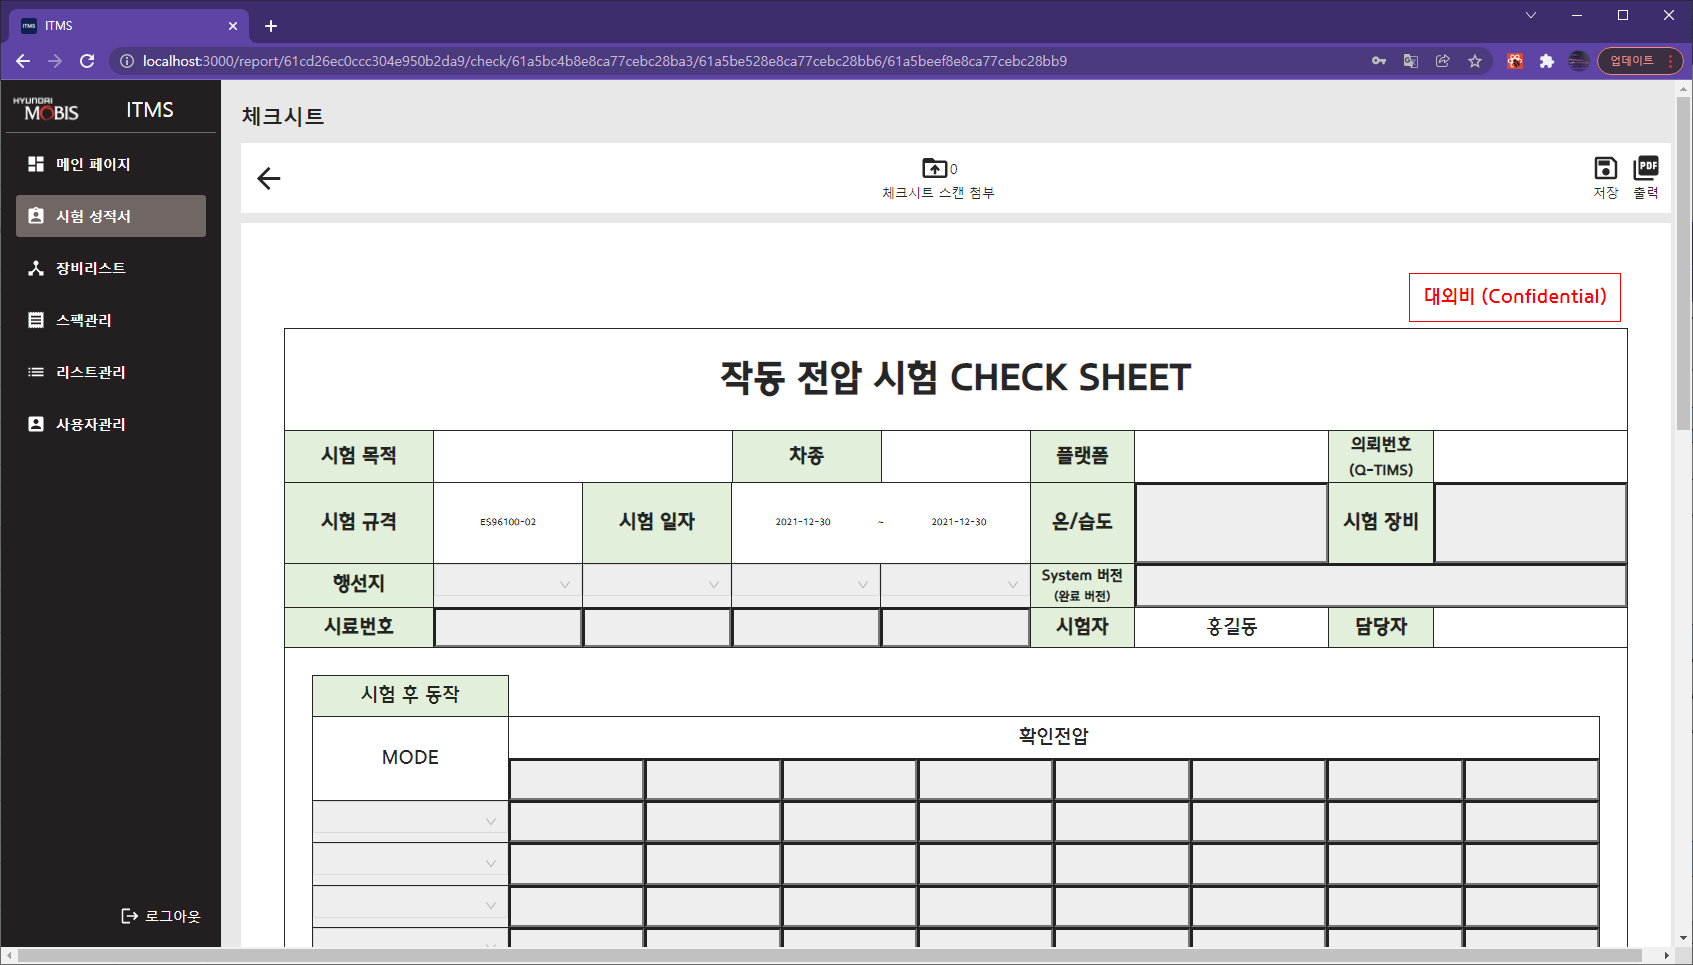 ITMS
localhost:3000/report/61cd26ec0ccc304e950b2da9/check/61a5bc4b8e8ca77cebc28ba3/61a5be528e8ca77cebc28bb6/61a5beef8e8ca77cebc28bb9
업데이트
HYUNDAI
MOBIS
ITMS
메인 페이지
시험 성적서
장비리스트
스팩관리
리스트관리
사용자관리
로그아웃
체크시트
0
체크시트 스캔 첨부
저장
PDF
출력
대외비 (Confidential)
작동 전압 시험 CHECK SHEET
시험 목적
차종
플랫폼
의뢰번호
(Q-TIMS)
시험 규격
ES96100-02
시험 일자
2021-12-30 ~ 2021-12-30
온/습도
시험 장비
행선지
System 버전
(완료 버전)
시료번호
시험자
홍길동
담당자
시험 후 동작
MODE
확인전압